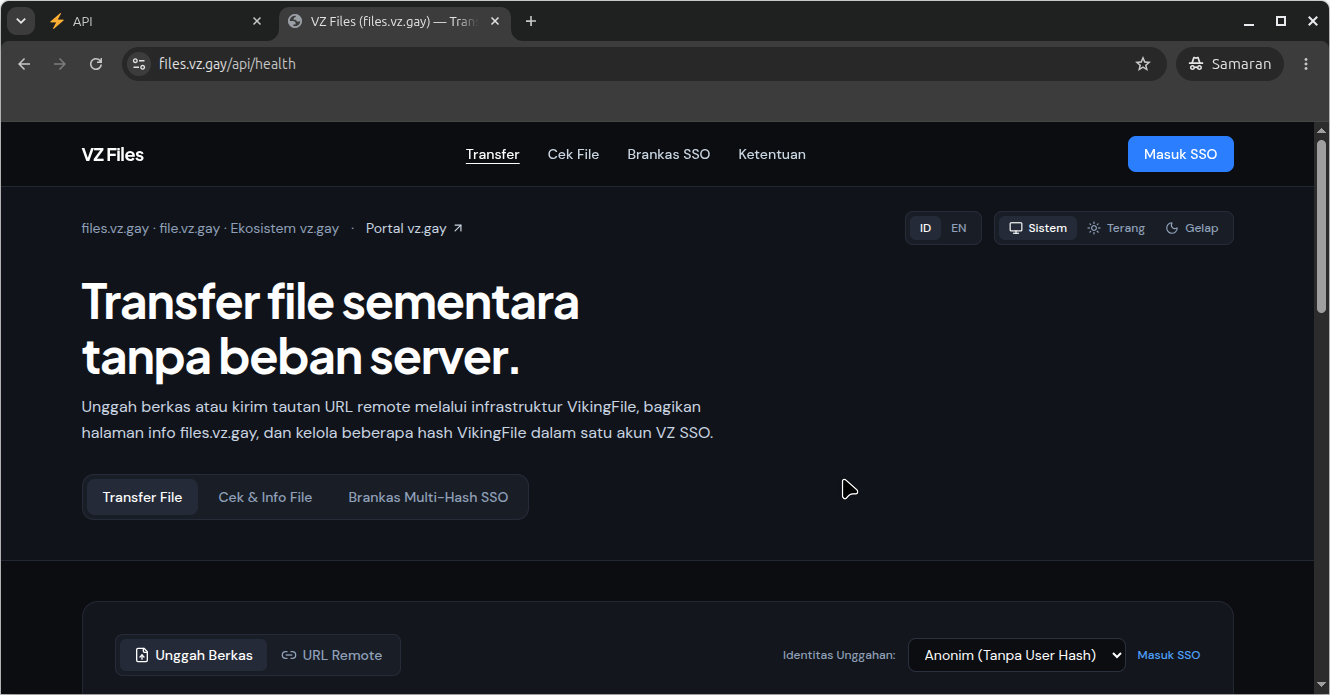 API
VZ Files (files.vz.gay) — Tran
files.vz.gay/api/health
Samaran
VZ Files
Transfer
Cek File
Brankas SSO
Ketentuan
Masuk SSO
files.vz.gay · file.vz.gay · Ekosistem vz.gay · Portal vz.gay ↗
ID EN
Sistem Terang Gelap
Transfer file sementara
tanpa beban server.
Unggah berkas atau kirim tautan URL remote melalui infrastruktur VikingFile, bagikan
halaman info files.vz.gay, dan kelola beberapa hash VikingFile dalam satu akun VZ SSO.
Transfer File
Cek & Info File
Brankas Multi-Hash SSO
Unggah Berkas
URL Remote
Identitas Unggahan:
Anonim (Tanpa User Hash)
Masuk SSO